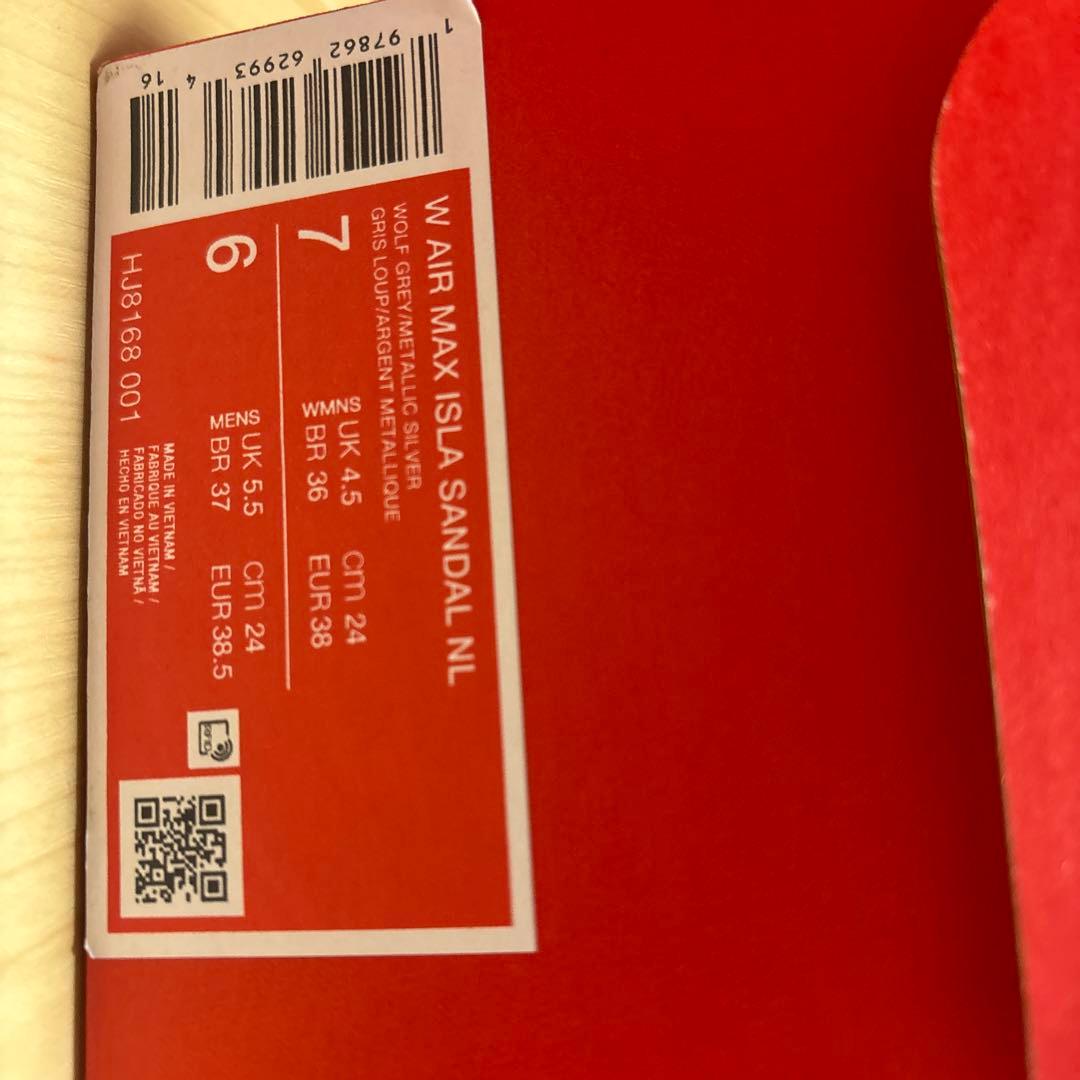 W AIR MAX ISLA SANDAL NL
WOLF GREY/METALLIC SILVER
GRIS LOUP/ARGENT METALLIQUE
7 WMNS UK 4.5 cm 24
BR 36 EUR 38
6 MENS UK 5.5 cm 24
BR 37 EUR 38.5
HJ8168 001
MADE IN VIETNAM /
FABRIQUE AU VIETNAM /
FABRICADO NO VIETNÃ /
HECHO EN VIETNAM
RFID
1 97862 62993 4 16